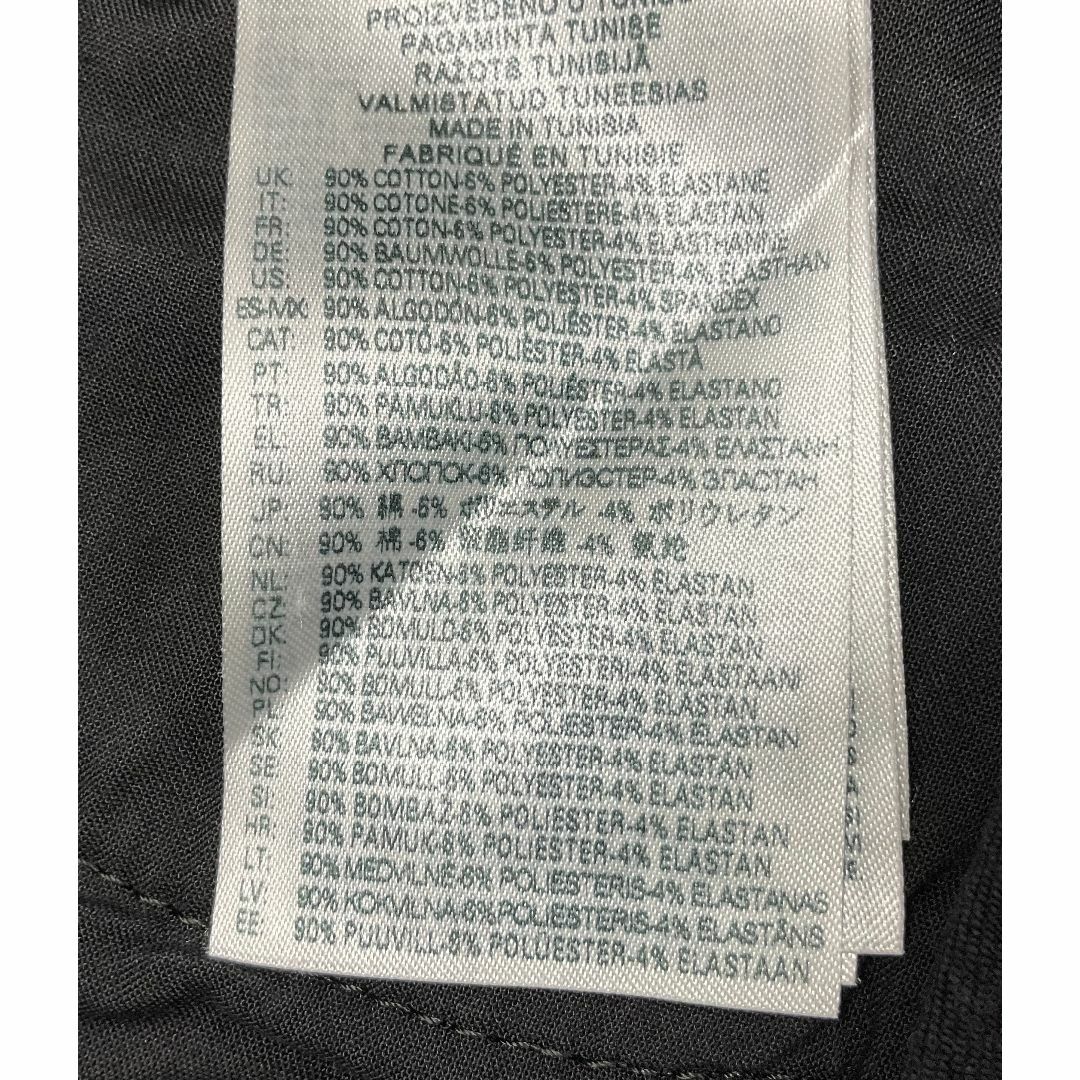 PROIZVEDENO U TUNISU
PAGAMINTA TUNISE
RAŽOTS TUNISIJĀ
VALMISTATUD TUNEESIAS
MADE IN TUNISIA
FABRIQUÉ EN TUNISIE
UK: 90% COTTON-6% POLYESTER-4% ELASTANE
IT: 90% COTONE-6% POLIESTERE-4% ELASTAN
FR: 90% COTON-6% POLYESTER-4% ELASTHANNE
DE: 90% BAUMWOLLE-6% POLYESTER-4% ELASTHAN
US: 90% COTTON-6% POLYESTER-4% SPANDEX
ES-MX: 90% ALGODÓN-6% POLIÉSTER-4% ELASTANO
CAT: 90% COTÓ-6% POLIÈSTER-4% ELASTÀ
PT: 90% ALGODÃO-6% POLIÉSTER-4% ELASTANO
TR: 90% PAMUKLU-6% POLYESTER-4% ELASTAN
EL: 90% ΒΑΜΒΑΚΙ-6% ΠΟΛΥΕΣΤΕΡΑΣ-4% ΕΛΑΣΤΑΝΗ
RU: 90% ХЛОПОК-6% ПОЛИЭСТЕР-4% ЭЛАСТАН
JP: 90% 綿 -6% ポリエステル -4% ポリウレタン
CN: 90% 棉 -6% 聚酯纤维 -4% 氨纶
NL: 90% KATOEN-6% POLYESTER-4% ELASTAN
CZ: 90% BAVLNA-6% POLYESTER-4% ELASTAN
DK: 90% BOMULD-6% POLYESTER-4% ELASTAN
FI: 90% PUUVILLA-6% POLYESTER-4% ELASTAANI
NO: 90% BOMULL-6% POLYESTER-4% ELASTAN
PL: 90% BAWEŁNA-6% POLIESTER-4% ELASTAN
SK: 90% BAVLNA-6% POLYESTER-4% ELASTAN
SE: 90% BOMULL-6% POLYESTER-4% ELASTAN
SI: 90% BOMBAŽ-6% POLIESTER-4% ELASTAN
HR: 90% PAMUK-6% POLIESTER-4% ELASTAN
LT: 90% MEDVILNĖ-6% POLIESTERIS-4% ELASTANAS
LV: 90% KOKVILNA-6% POLIESTERIS-4% ELASTĀNS
EE: 90% PUUVILL-6% POLÜESTER-4% ELASTAAN